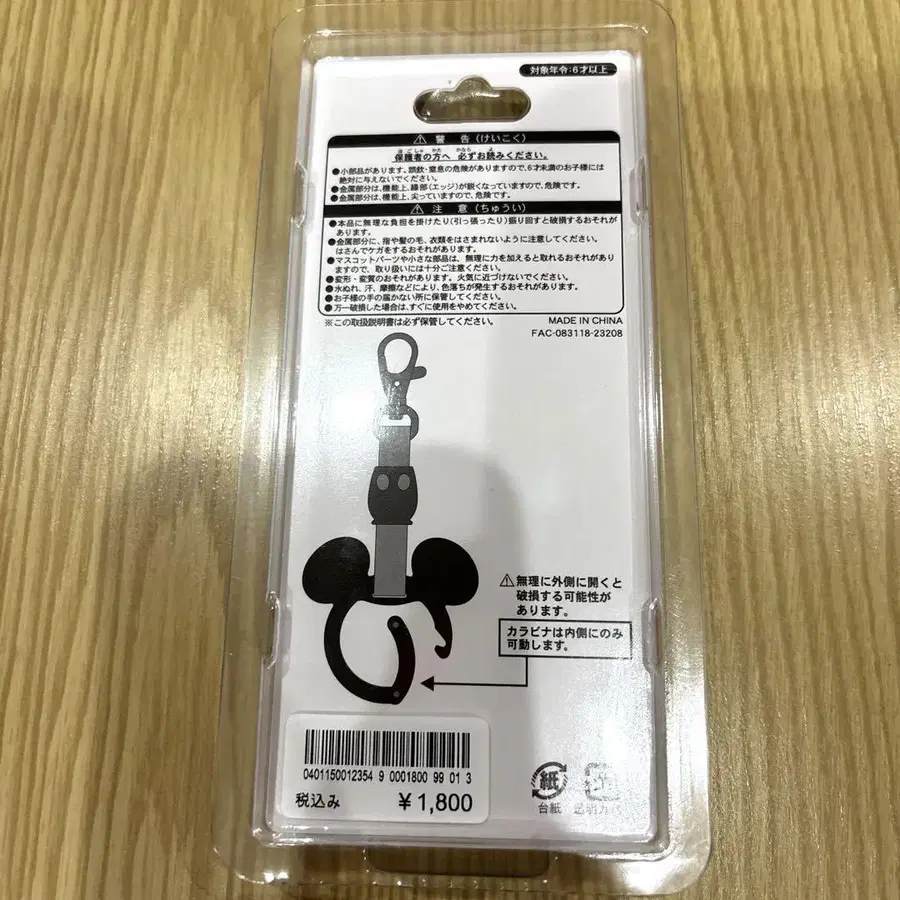 対象年令:6才以上
⚠ 警 告 (けいこく)
保護者の方へ 必ずお読みください。
●小部品があります。誤飲・窒息の危険がありますので、6才未満のお子様には
絶対に与えないでください。
●金属部分は、機能上、縁部(エッジ)が鋭くなっていますので、危険です。
●金属部分は、機能上、尖っていますので、危険です。
⚠ 注 意 (ちゅうい)
●本品に無理な負担を掛けたり(引っ張ったり)振り回すと破損するおそれが
あります。
●金属部分に、指や髪の毛、衣類をはさまれないように注意してください。
はさんでケガをするおそれがあります。
●マスコットパーツや小さな部品は、無理に力を加えると取れるおそれがあり
ますので、取り扱いには十分ご注意ください。
●変形・変質のおそれがあります。火気に近づけないでください。
●水ぬれ、汗、摩擦などにより、色落ちが発生するおそれがあります。
●お子様の手の届かない所に保管してください。
●万一破損した場合は、すぐに使用をやめてください。
※この取扱説明書は必ず保管してください。
MADE IN CHINA
FAC-083118-23208
⚠無理に外側に開くと
破損する可能性が
あります。
カラビナは内側にのみ
可動します。
0401150012354 9 0001800 99 01 3
税込み ¥1,800
紙
台紙